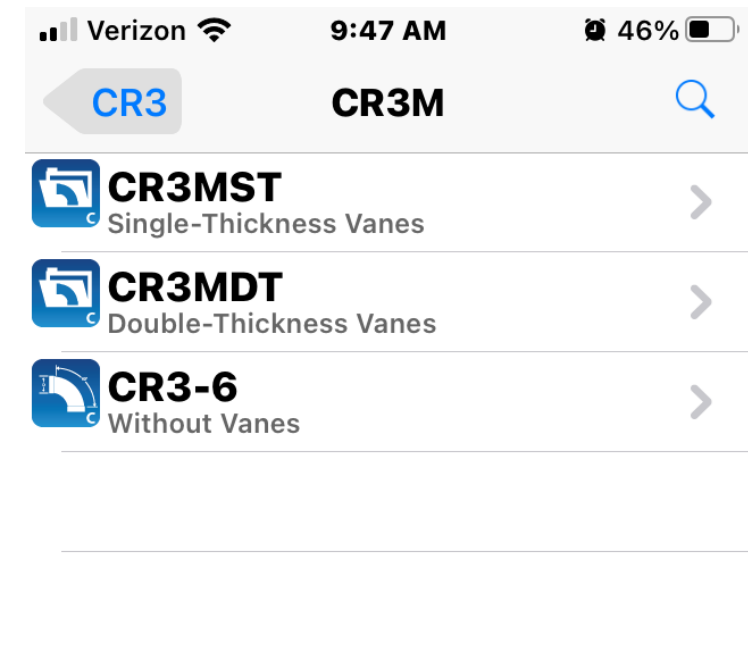 Verizon 9:47 AM 46%
CR3 CR3M
CR3MST
Single-Thickness Vanes
C
CR3MDT
Double-Thickness Vanes
C
CR3-6
Without Vanes
C